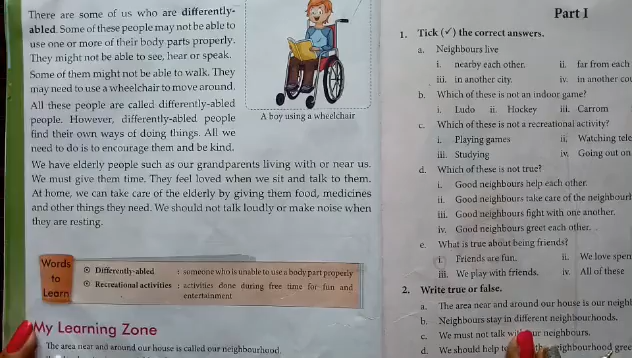 There are some of us who are differently-
abled. Some of these people may not be able to
use one or more of their body parts properly.
They might not be able to see, hear or speak.
Some of them might not be able to walk. They
may need to use a wheelchair to move around.
All these people are called differently-abled
people. However, differently-abled people
find their own ways of doing things. All we
need to do is to encourage them and be kind.
A boy using a wheelchair
We have elderly people such as our grandparents living with or near us.
We must give them time. They feel loved when we sit and talk to them.
At home, we can take care of the elderly by giving them food, medicines
and other things they need. We should not talk loudly or make noise when
they are resting.
Words
to
Learn
Differently-abled : someone who is unable to use a body part properly
Recreational activities : activities done during free time for fun and
entertainment
My Learning Zone
The area near and around our house is called our neighbourhood.
Part I
1. Tick (✓) the correct answers.
a. Neighbours live
i. nearby each other. ii. far from each
iii. in another city. iv. in another
b. Which of these is not an indoor game?
i. Ludo ii. Hockey iii. Carrom
c. Which of these is not a recreational activity?
i. Playing games ii. Watching
iii. Studying iv. Going out on
d. Which of these is not true?
i. Good neighbours help each other.
ii. Good neighbours take care of the
iii. Good neighbours fight with one another.
iv. Good neighbours greet each other.
e. What is true about being friends?
i. Friends are fun. ii. We love
iii. We play with friends. iv. All of these
2. Write true or false.
a. The area near and around our house is our
b. Neighbours stay in different neighbourhoods.
c. We must not talk our neighbours.
d. We should help